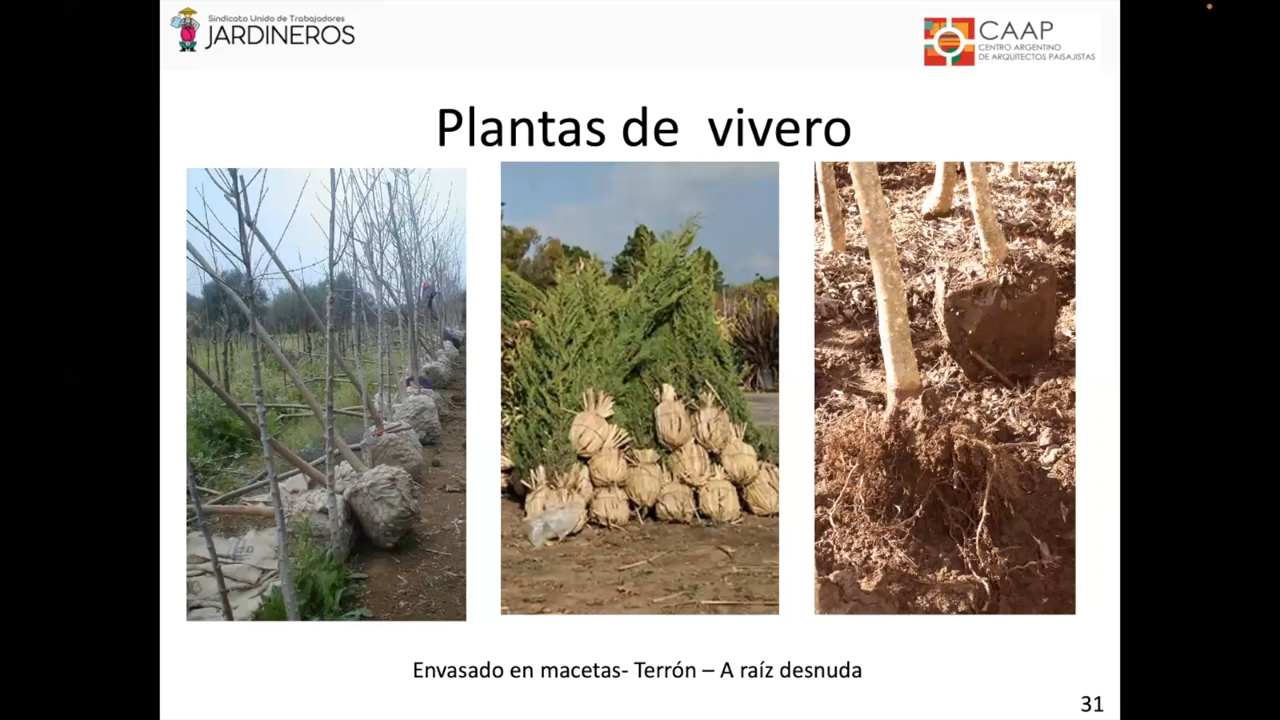 Sindicato Unido de Trabajadores
JARDINEROS
CAAP
CENTRO ARGENTINO
DE ARQUITECTOS PAISAJISTAS
Plantas de vivero
Envasado en macetas- Terrón – A raíz desnuda
31